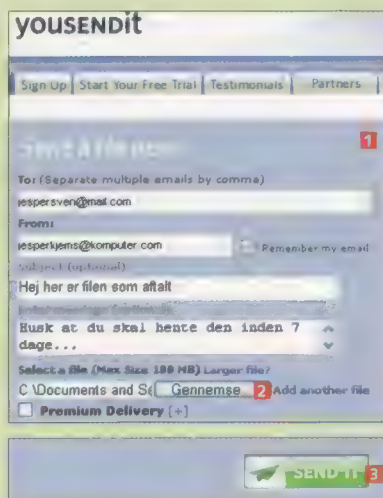 YOUSENDIT
Sign Up | Start Your Free Trial | Testimonials | Partners
1
To: (Separate multiple emails by comma)
jespersven@mail.com
From:
jesperkjems@komputer.com
Remember my email
Subject (optional)
Hej her er filen som aftalt
Husk at du skal hente den inden 7
dage...
Select a file (Max Size 100 MB) Larger file?
C:\Documents and Se Gennemse 2 Add another file
Premium Delivery [+]
SEND IT 3